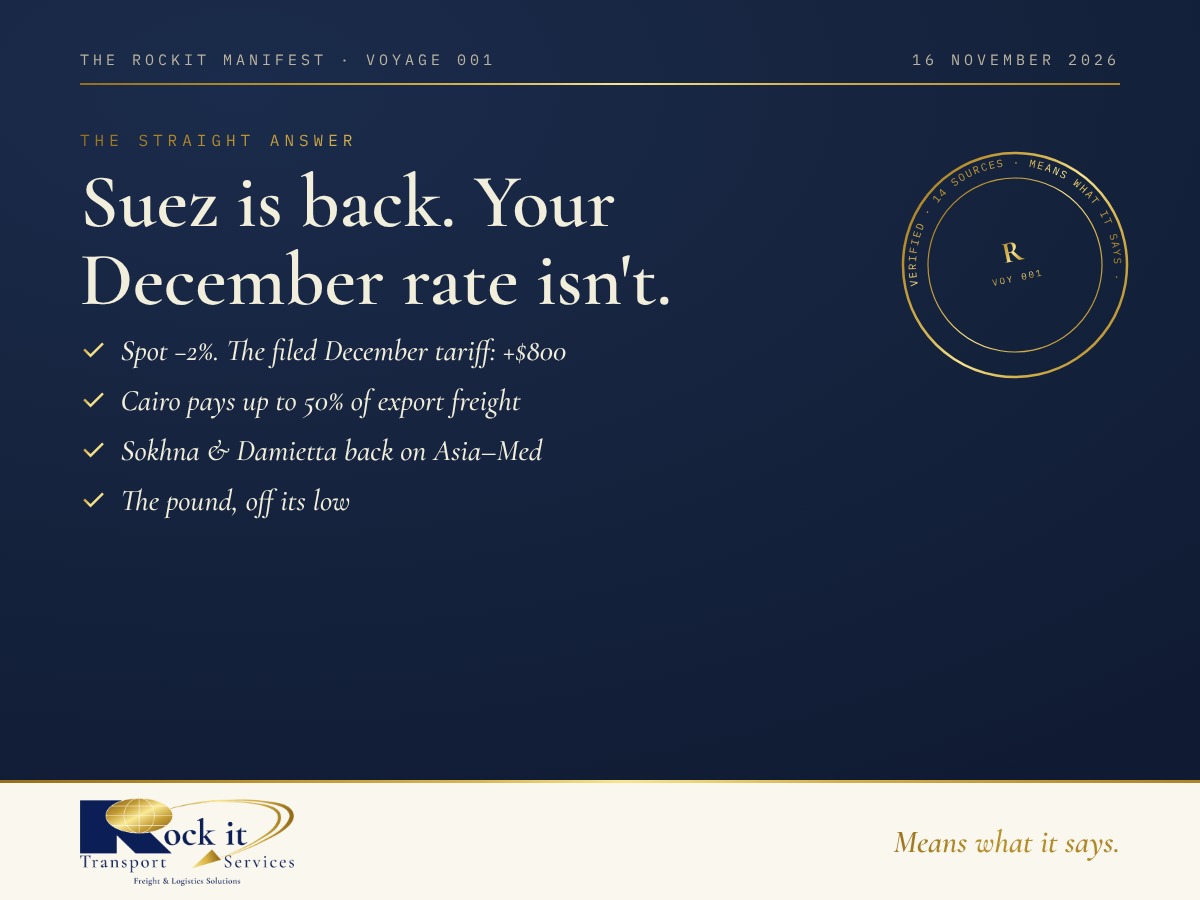 THE ROCKIT MANIFEST · VOYAGE 001
16 NOVEMBER 2026
THE STRAIGHT ANSWER
Suez is back. Your
December rate isn't.
VERIFIED · 14 SOURCES · MEANS WHAT IT SAYS ·
R
VOY 001
Spot −2%. The filed December tariff: +$800
Cairo pays up to 50% of export freight
Sokhna & Damietta back on Asia–Med
The pound, off its low
Rock it
Transport Services
Freight & Logistics Solutions
Means what it says.